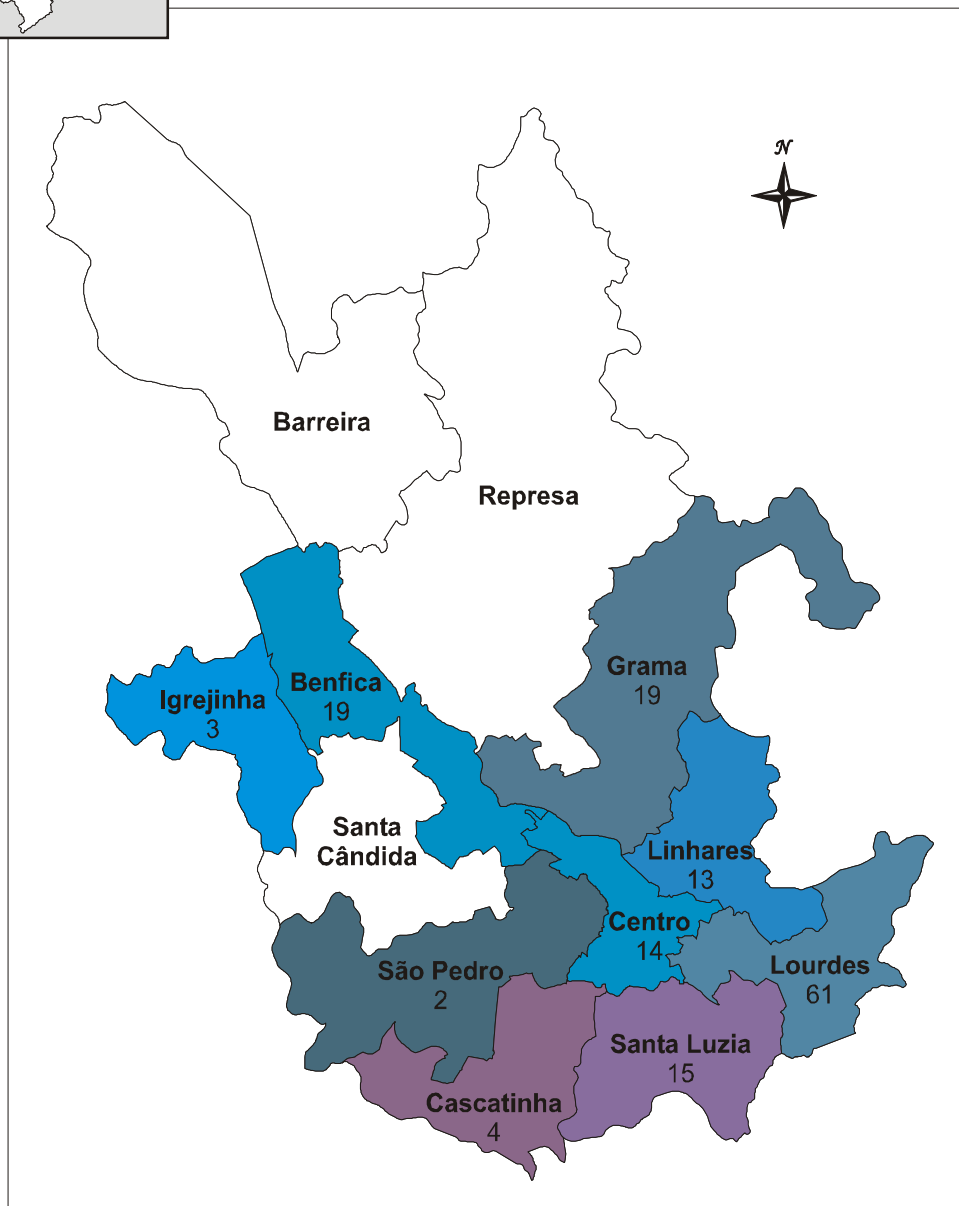 N
Barreira
Represa
Grama
19
Benfica
19
Igrejinha
3
Santa
Cândida
Linhares
13
Centro
14
São Pedro
2
Lourdes
61
Santa Luzia
15
Cascatinha
4